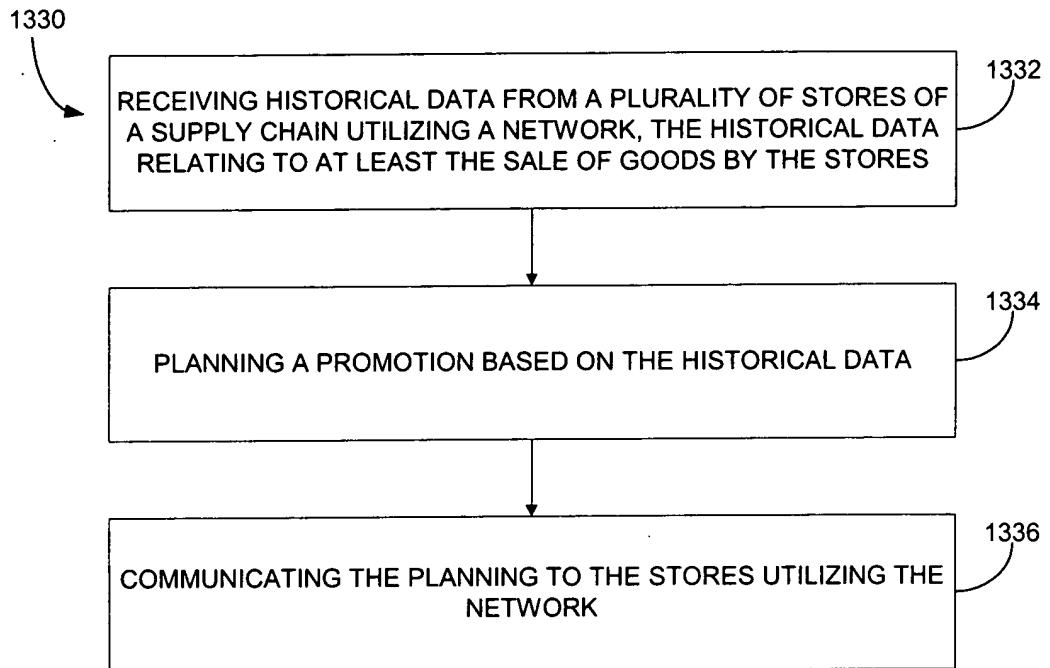 1330
1332
RECEIVING HISTORICAL DATA FROM A PLURALITY OF STORES OF
A SUPPLY CHAIN UTILIZING A NETWORK, THE HISTORICAL DATA
RELATING TO AT LEAST THE SALE OF GOODS BY THE STORES
1334
PLANNING A PROMOTION BASED ON THE HISTORICAL DATA
1336
COMMUNICATING THE PLANNING TO THE STORES UTILIZING THE
NETWORK